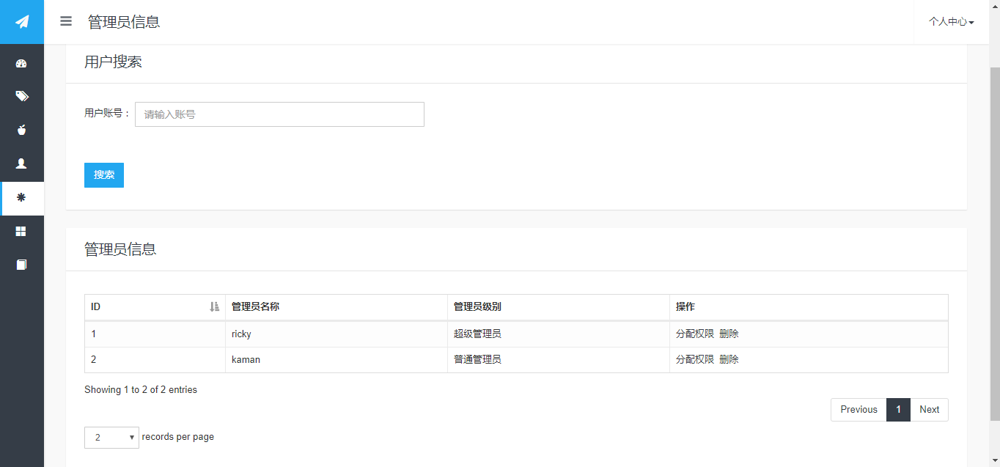 管理员信息
个人中心
用户搜索
用户账号：
请输入账号
搜索
管理员信息
ID 管理员名称 管理员级别 操作
1 ricky 超级管理员 分配权限 删除
2 kaman 普通管理员 分配权限 删除
Showing 1 to 2 of 2 entries
Previous 1 Next
2 records per page